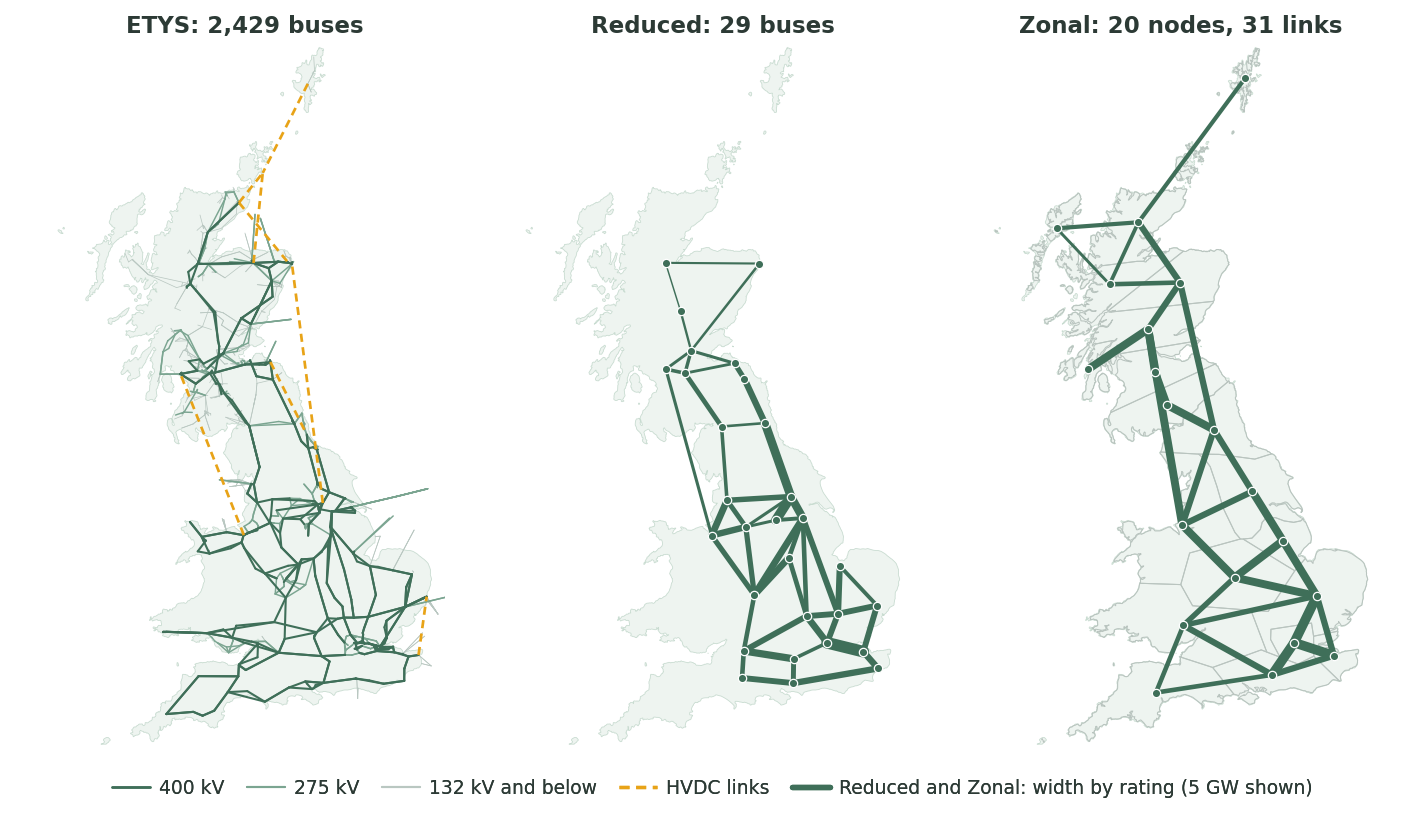 ETYS: 2,429 buses
Reduced: 29 buses
Zonal: 20 nodes, 31 links
400 kV
275 kV
132 kV and below
HVDC links
Reduced and Zonal: width by rating (5 GW shown)